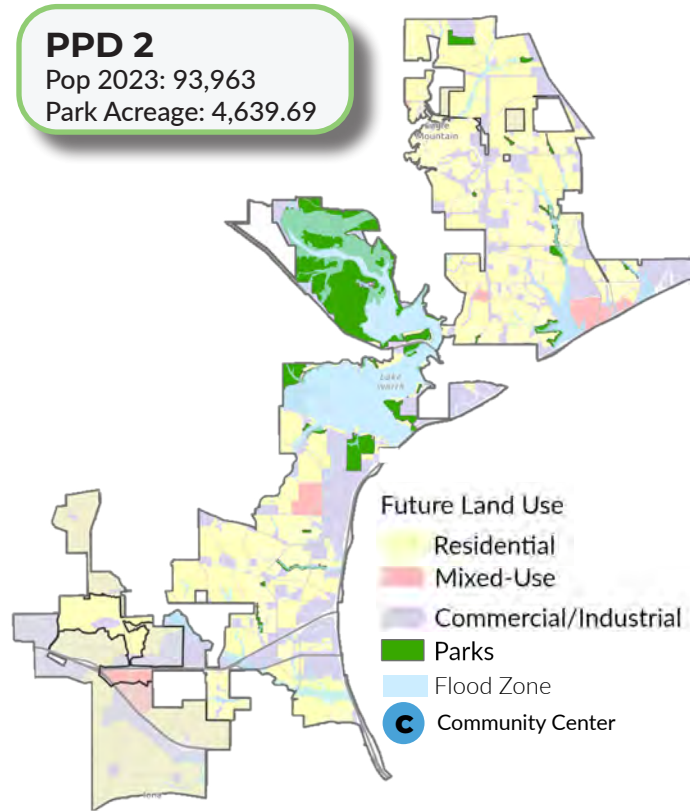 PPD 2
Pop 2023: 93,963
Park Acreage: 4,639.69
Eagle
Mountain
Lake
Worth
Future Land Use
Residential
Mixed-Use
Commercial/Industrial
Parks
Flood Zone
C Community Center